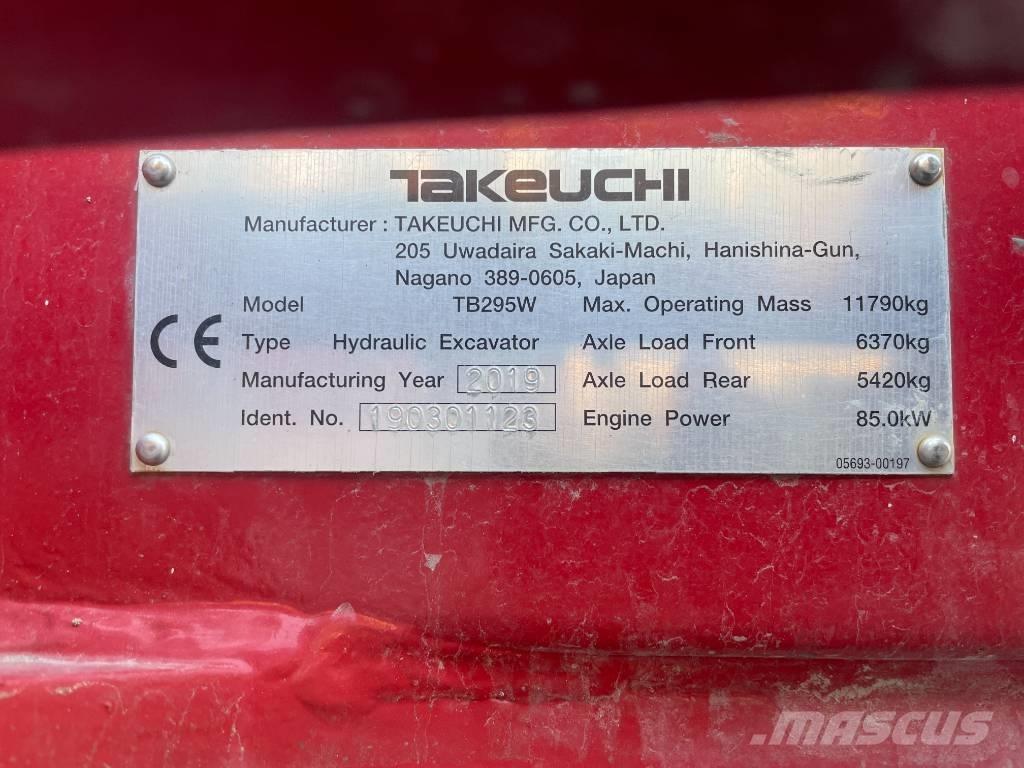 TAKEUCHI
Manufacturer : TAKEUCHI MFG. CO., LTD.
205 Uwadaira Sakaki-Machi, Hanishina-Gun,
Nagano 389-0605, Japan
Model TB295W Max. Operating Mass 11790kg
CE Type Hydraulic Excavator Axle Load Front 6370kg
Manufacturing Year 2019 Axle Load Rear 5420kg
Ident. No. 190301123 Engine Power 85.0kW
05693-00197
MASCUS